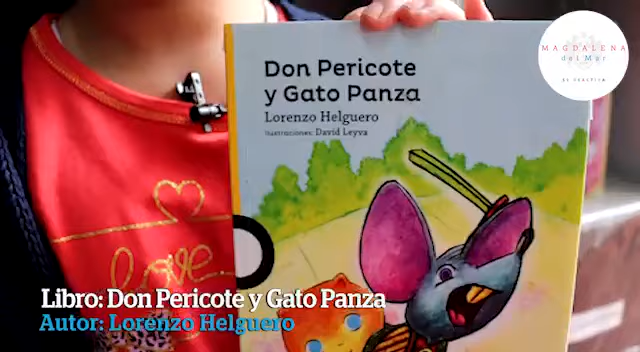 Don Pericote
y Gato Panza
Lorenzo Helguero
Ilustraciones: David Leyva
MAGDALENA
del Mar
love
Libro: Don Pericote y Gato Panza
Autor: Lorenzo Helguero